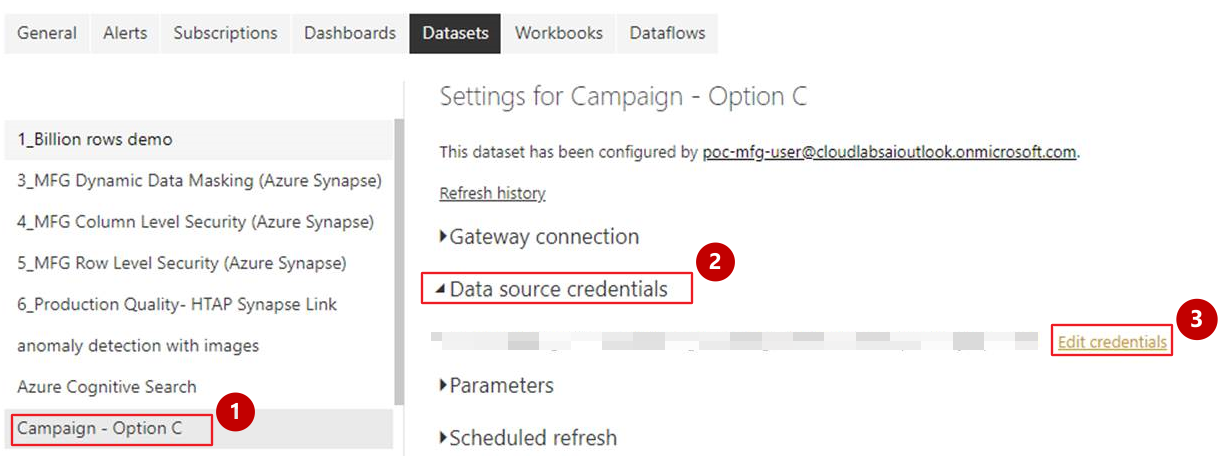 General Alerts Subscriptions Dashboards Datasets Workbooks Dataflows
1_Billion rows demo
3_MFG Dynamic Data Masking (Azure Synapse)
4_MFG Column Level Security (Azure Synapse)
5_MFG Row Level Security (Azure Synapse)
6_Production Quality- HTAP Synapse Link
anomaly detection with images
Azure Cognitive Search
Campaign - Option C
1
Settings for Campaign - Option C
This dataset has been configured by poc-mfg-user@cloudlabsaioutlook.onmicrosoft.com.
Refresh history
Gateway connection
2
Data source credentials
3
Edit credentials
Parameters
Scheduled refresh